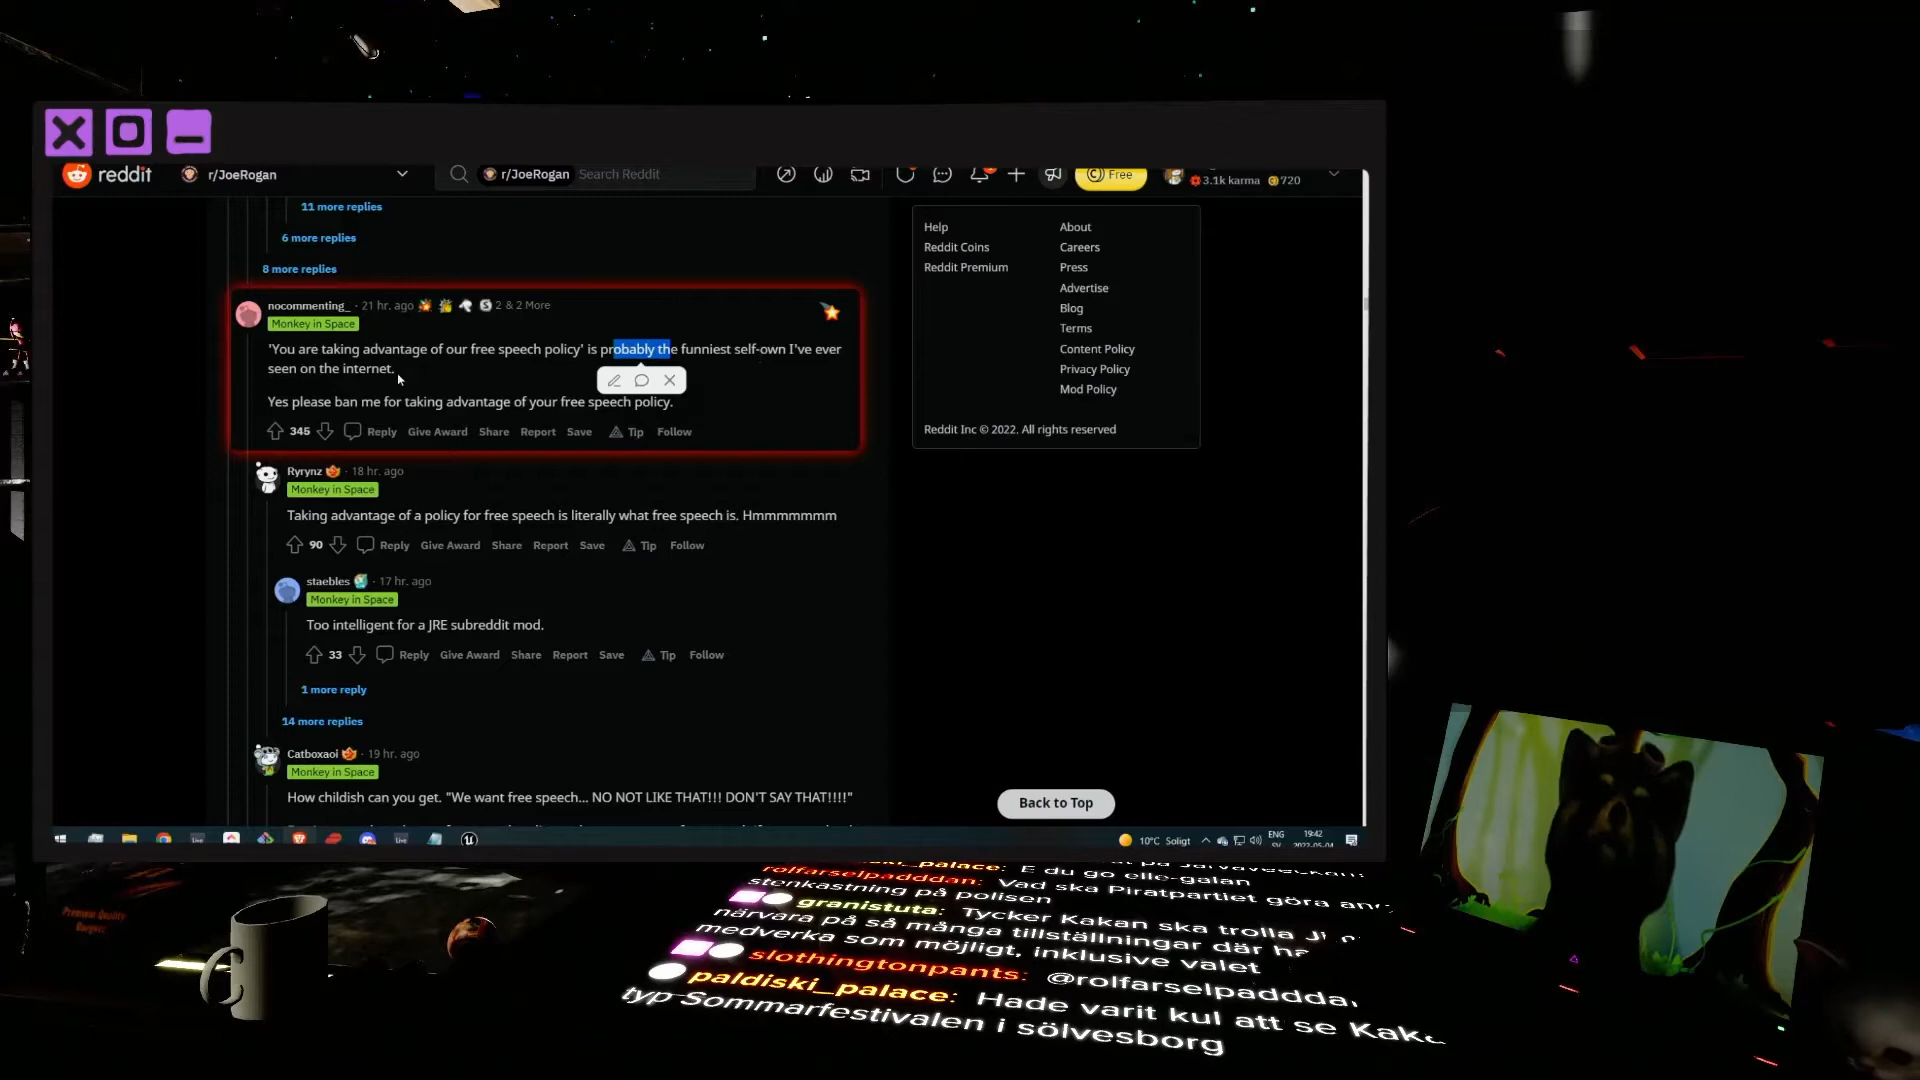 reddit r/JoeRogan r/JoeRogan Search Reddit Free 3.1k karma 720
11 more replies
6 more replies
8 more replies
nocommenting_ · 21 hr. ago S 2 & 2 More
Monkey in Space
'You are taking advantage of our free speech policy' is probably the funniest self-own I've ever
seen on the internet.
Yes please ban me for taking advantage of your free speech policy.
345 Reply Give Award Share Report Save Tip Follow
Ryrynz · 18 hr. ago
Monkey in Space
Taking advantage of a policy for free speech is literally what free speech is. Hmmmmmmm
90 Reply Give Award Share Report Save Tip Follow
staebles · 17 hr. ago
Monkey in Space
Too intelligent for a JRE subreddit mod.
33 Reply Give Award Share Report Save Tip Follow
1 more reply
14 more replies
Catboxaoi · 19 hr. ago
Monkey in Space
How childish can you get. "We want free speech... NO NOT LIKE THAT!!! DON'T SAY THAT!!!!"
Help About
Reddit Coins Careers
Reddit Premium Press
Advertise
Blog
Terms
Content Policy
Privacy Policy
Mod Policy
Reddit Inc © 2022. All rights reserved
Back to Top
10°C Soligt ENG 19:42
2022-05-04
Premium Quality
Burger
_palace: E du go elle-galan
rolfarselpadddan: Vad ska Piratpartiet göra
stenkastning på polisen
granistuta: Tycker Kakan ska trolla
närvara på så många tillställningar där
medverka som möjligt, inklusive valet
slothingtonpants: @rolfarselpaddda
paldiski_palace: Hade varit kul att se
typ Sommarfestivalen i sölvesborg